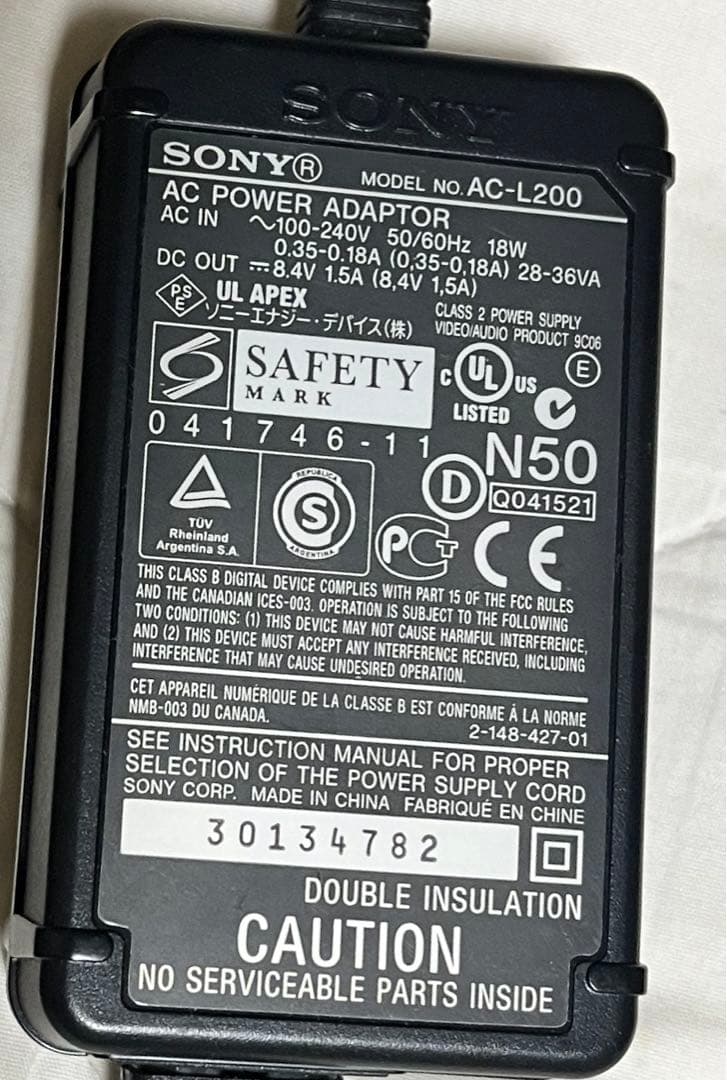 SONY
SONY®
MODEL NO. AC-L200
AC POWER ADAPTOR
AC IN ～100-240V 50/60Hz 18W
0.35-0.18A (0,35-0,18A) 28-36VA
DC OUT ⎓8.4V 1.5A (8,4V 1,5A)
PS
E
UL APEX
ソニーエナジー・デバイス(株)
CLASS 2 POWER SUPPLY
VIDEO/AUDIO PRODUCT 9C06
SAFETY
MARK
C UL US
LISTED
E
041746-11
N50
D
Q041521
TÜV
Rheinland
Argentina S.A.
REPUBLICA
S
ARGENTINA
PCT
CE
THIS CLASS B DIGITAL DEVICE COMPLIES WITH PART 15 OF THE FCC RULES
AND THE CANADIAN ICES-003. OPERATION IS SUBJECT TO THE FOLLOWING
TWO CONDITIONS: (1) THIS DEVICE MAY NOT CAUSE HARMFUL INTERFERENCE,
AND (2) THIS DEVICE MUST ACCEPT ANY INTERFERENCE RECEIVED, INCLUDING
INTERFERENCE THAT MAY CAUSE UNDESIRED OPERATION.
CET APPAREIL NUMÉRIQUE DE LA CLASSE B EST CONFORME À LA NORME
NMB-003 DU CANADA.
2-148-427-01
SEE INSTRUCTION MANUAL FOR PROPER
SELECTION OF THE POWER SUPPLY CORD
SONY CORP. MADE IN CHINA FABRIQUÉ EN CHINE
30134782
DOUBLE INSULATION
CAUTION
NO SERVICEABLE PARTS INSIDE